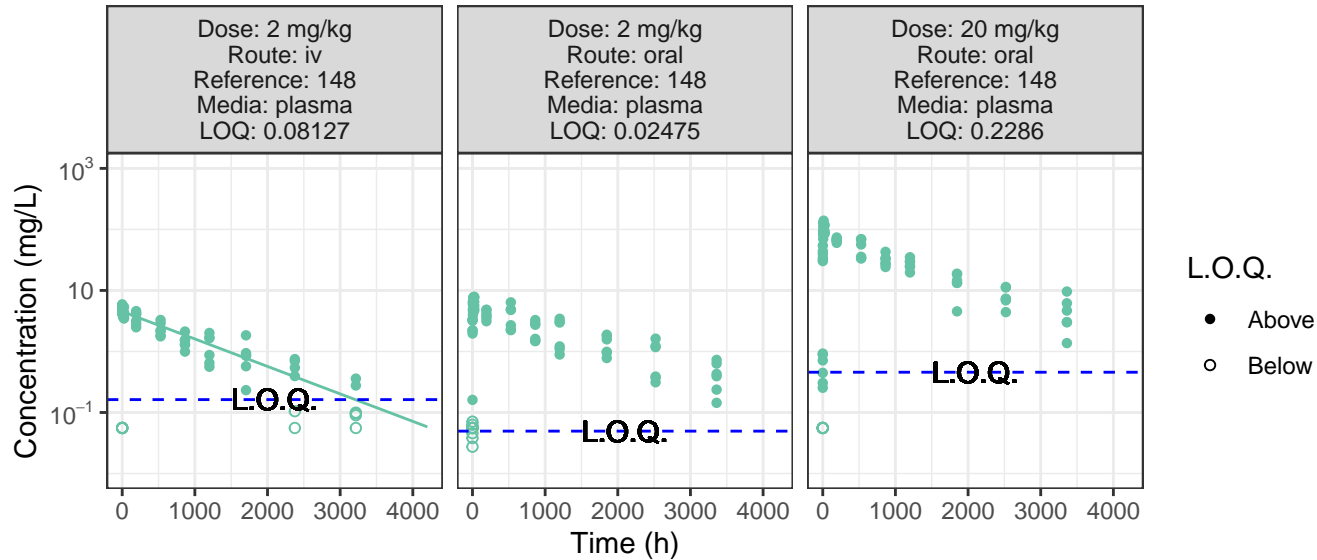 Dose: 2 mg/kg
Route: iv
Reference: 148
Media: plasma
LOQ: 0.08127
Dose: 2 mg/kg
Route: oral
Reference: 148
Media: plasma
LOQ: 0.02475
Dose: 20 mg/kg
Route: oral
Reference: 148
Media: plasma
LOQ: 0.2286
Concentration (mg/L)
10³
10
10⁻¹
L.O.Q.
L.O.Q.
L.O.Q.
0 1000 2000 3000 4000
0 1000 2000 3000 4000
0 1000 2000 3000 4000
Time (h)
L.O.Q.
Above
Below